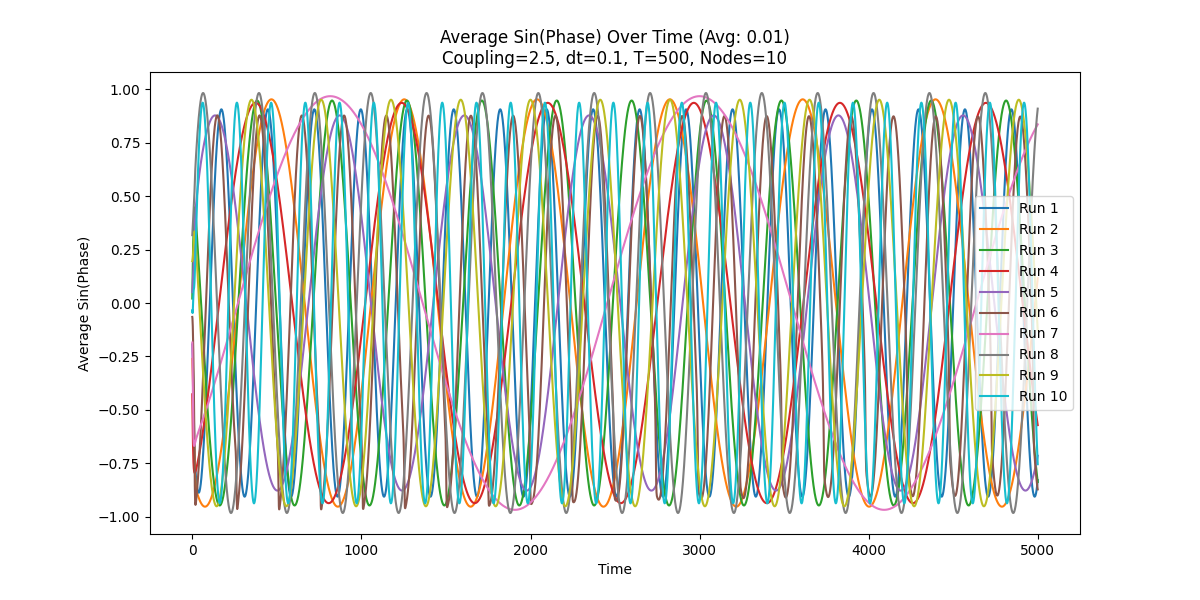 Average Sin(Phase) Over Time (Avg: 0.01)
Coupling=2.5, dt=0.1, T=500, Nodes=10
Average Sin(Phase)
1.00
0.75
0.50
0.25
0.00
−0.25
−0.50
−0.75
−1.00
Run 1
Run 2
Run 3
Run 4
Run 5
Run 6
Run 7
Run 8
Run 9
Run 10
0
1000
2000
3000
4000
5000
Time